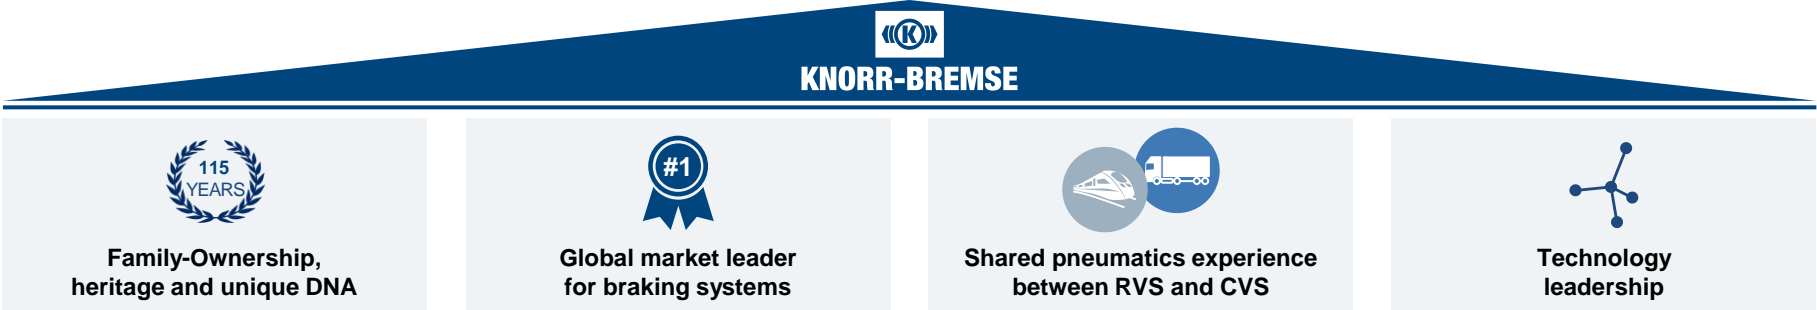 K
KNORR-BREMSE
115
YEARS
Family-Ownership,
heritage and unique DNA
#1
Global market leader
for braking systems
Shared pneumatics experience
between RVS and CVS
Technology
leadership